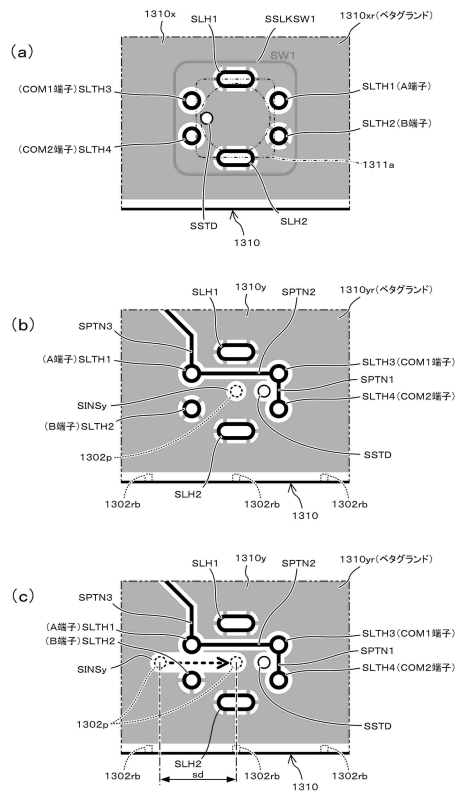 (a)
1310x
SLH1
SSLKSW1
1310xr(ベタグランド)
SW1
(COM1端子)SLTH3
SLTH1(A端子)
(COM2端子)SLTH4
SLTH2(B端子)
1311a
SSTD
1310
SLH2
(b)
SLH1
1310y
SPTN2
1310yr(ベタグランド)
SPTN3
(A端子)SLTH1
SLTH3(COM1端子)
SPTN1
SINSy
SLTH4(COM2端子)
(B端子)SLTH2
1302p
SSTD
1302rb
SLH2
1302rb
1310
1302rb
(c)
SLH1
1310y
SPTN2
1310yr(ベタグランド)
SPTN3
(A端子)SLTH1
(B端子)SLTH2
SLTH3(COM1端子)
SPTN1
SINSy
SLTH4(COM2端子)
1302p
SSTD
1302rb
SLH2
sd
1302rb
1310
1302rb